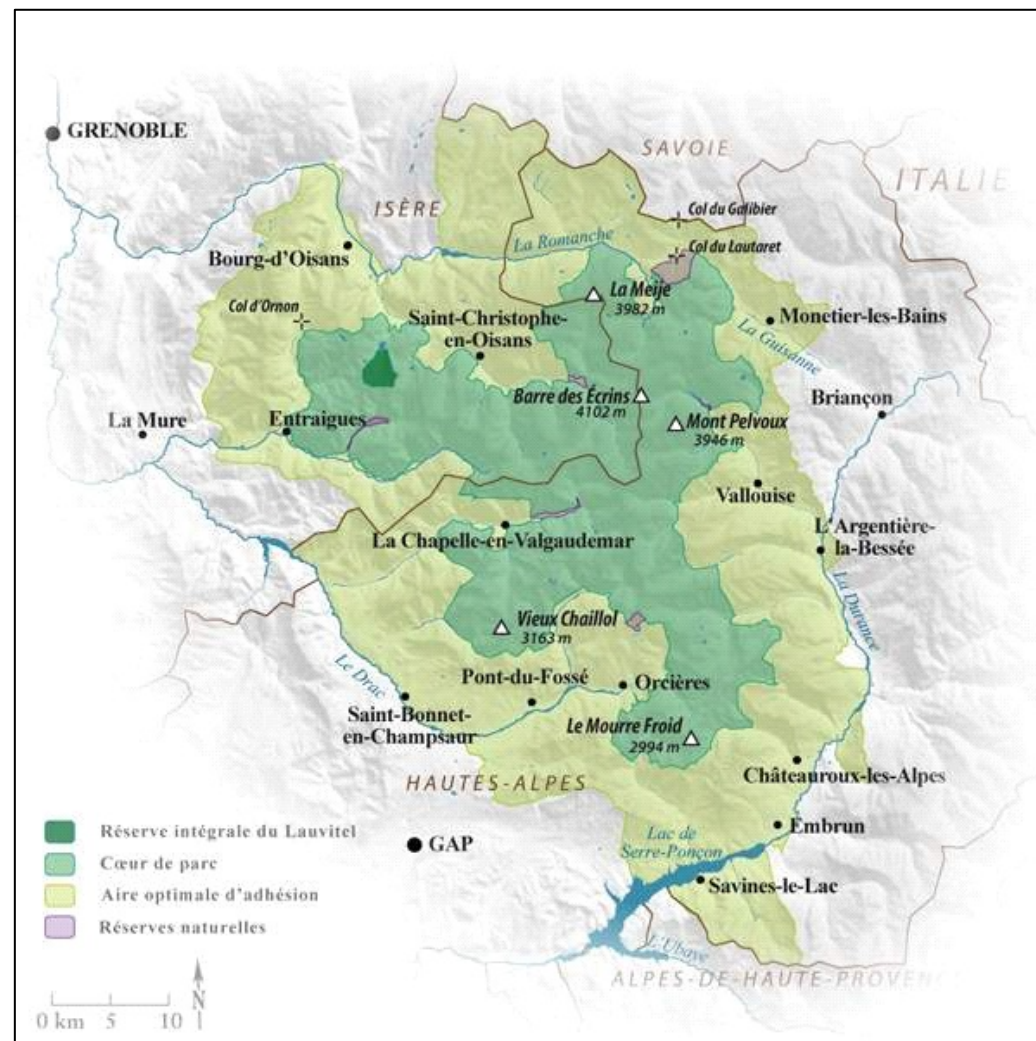 GRENOBLE
SAVOIE
ITALIE
ISÈRE
Col du Galibier
La Romanche
Col du Lautaret
Bourg-d'Oisans
La Meije
3982 m
Col d'Ornon
Saint-Christophe-
en-Oisans
Monetier-les-Bains
La Guisanne
Barre des Écrins
4102 m
Briançon
La Mure
Entraigues
Mont Pelvoux
3946 m
Vallouise
La Chapelle-en-Valgaudemar
L'Argentière-
la-Bessée
La Durance
Vieux Chaillol
3163 m
Le Drac
Pont-du-Fossé
Orcières
Saint-Bonnet-
en-Champsaur
Le Mourre Froid
2994 m
Châteauroux-les-Alpes
HAUTES-ALPES
Embrun
Lac de
Serre-Ponçon
GAP
Savines-le-Lac
L'Ubaye
ALPES-DE-HAUTE-PROVENC
Réserve intégrale du Lauvitel
Cœur de parc
Aire optimale d'adhésion
Réserves naturelles
N
0 km 5 10